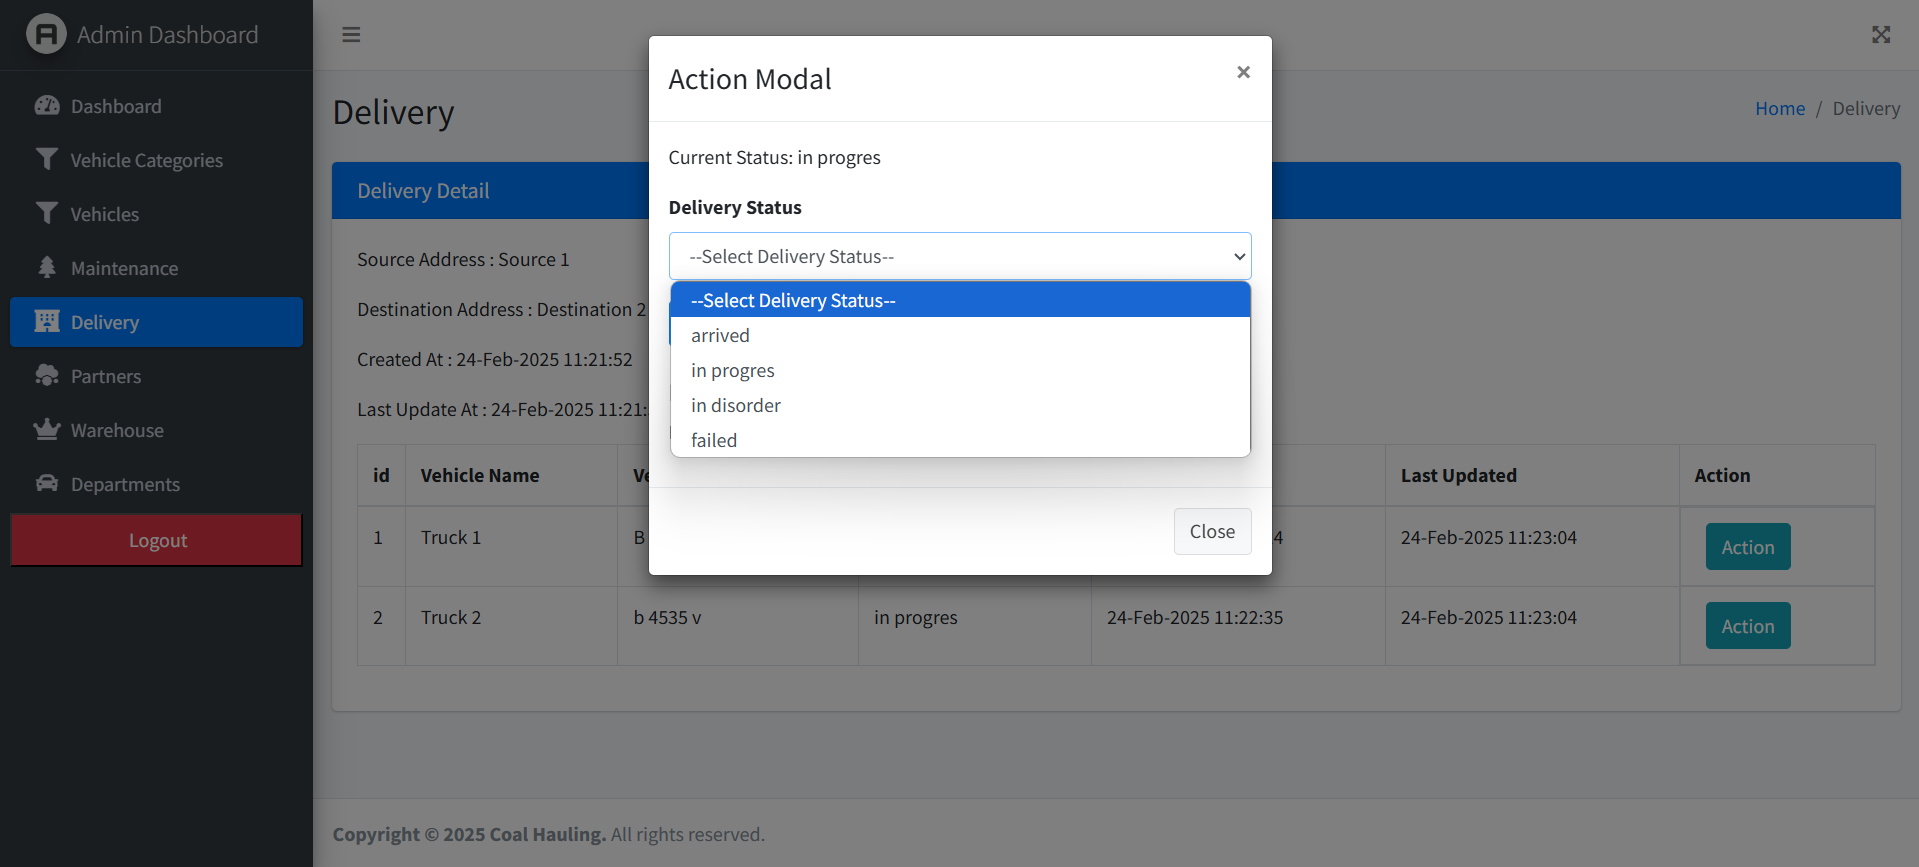 Admin Dashboard
Dashboard
Vehicle Categories
Vehicles
Maintenance
Delivery
Partners
Warehouse
Departments
Logout
Delivery
Home / Delivery
Delivery Detail
Source Address : Source 1
Destination Address : Destination 2
Created At : 24-Feb-2025 11:21:52
Last Update At : 24-Feb-2025 11:21:
Action Modal
×
Current Status: in progres
Delivery Status
--Select Delivery Status--
--Select Delivery Status--
arrived
in progres
in disorder
failed
Close
id Vehicle Name Ve Last Updated Action
1 Truck 1 B 4 24-Feb-2025 11:23:04 Action
2 Truck 2 b 4535 v in progres 24-Feb-2025 11:22:35 24-Feb-2025 11:23:04 Action
Copyright © 2025 Coal Hauling. All rights reserved.